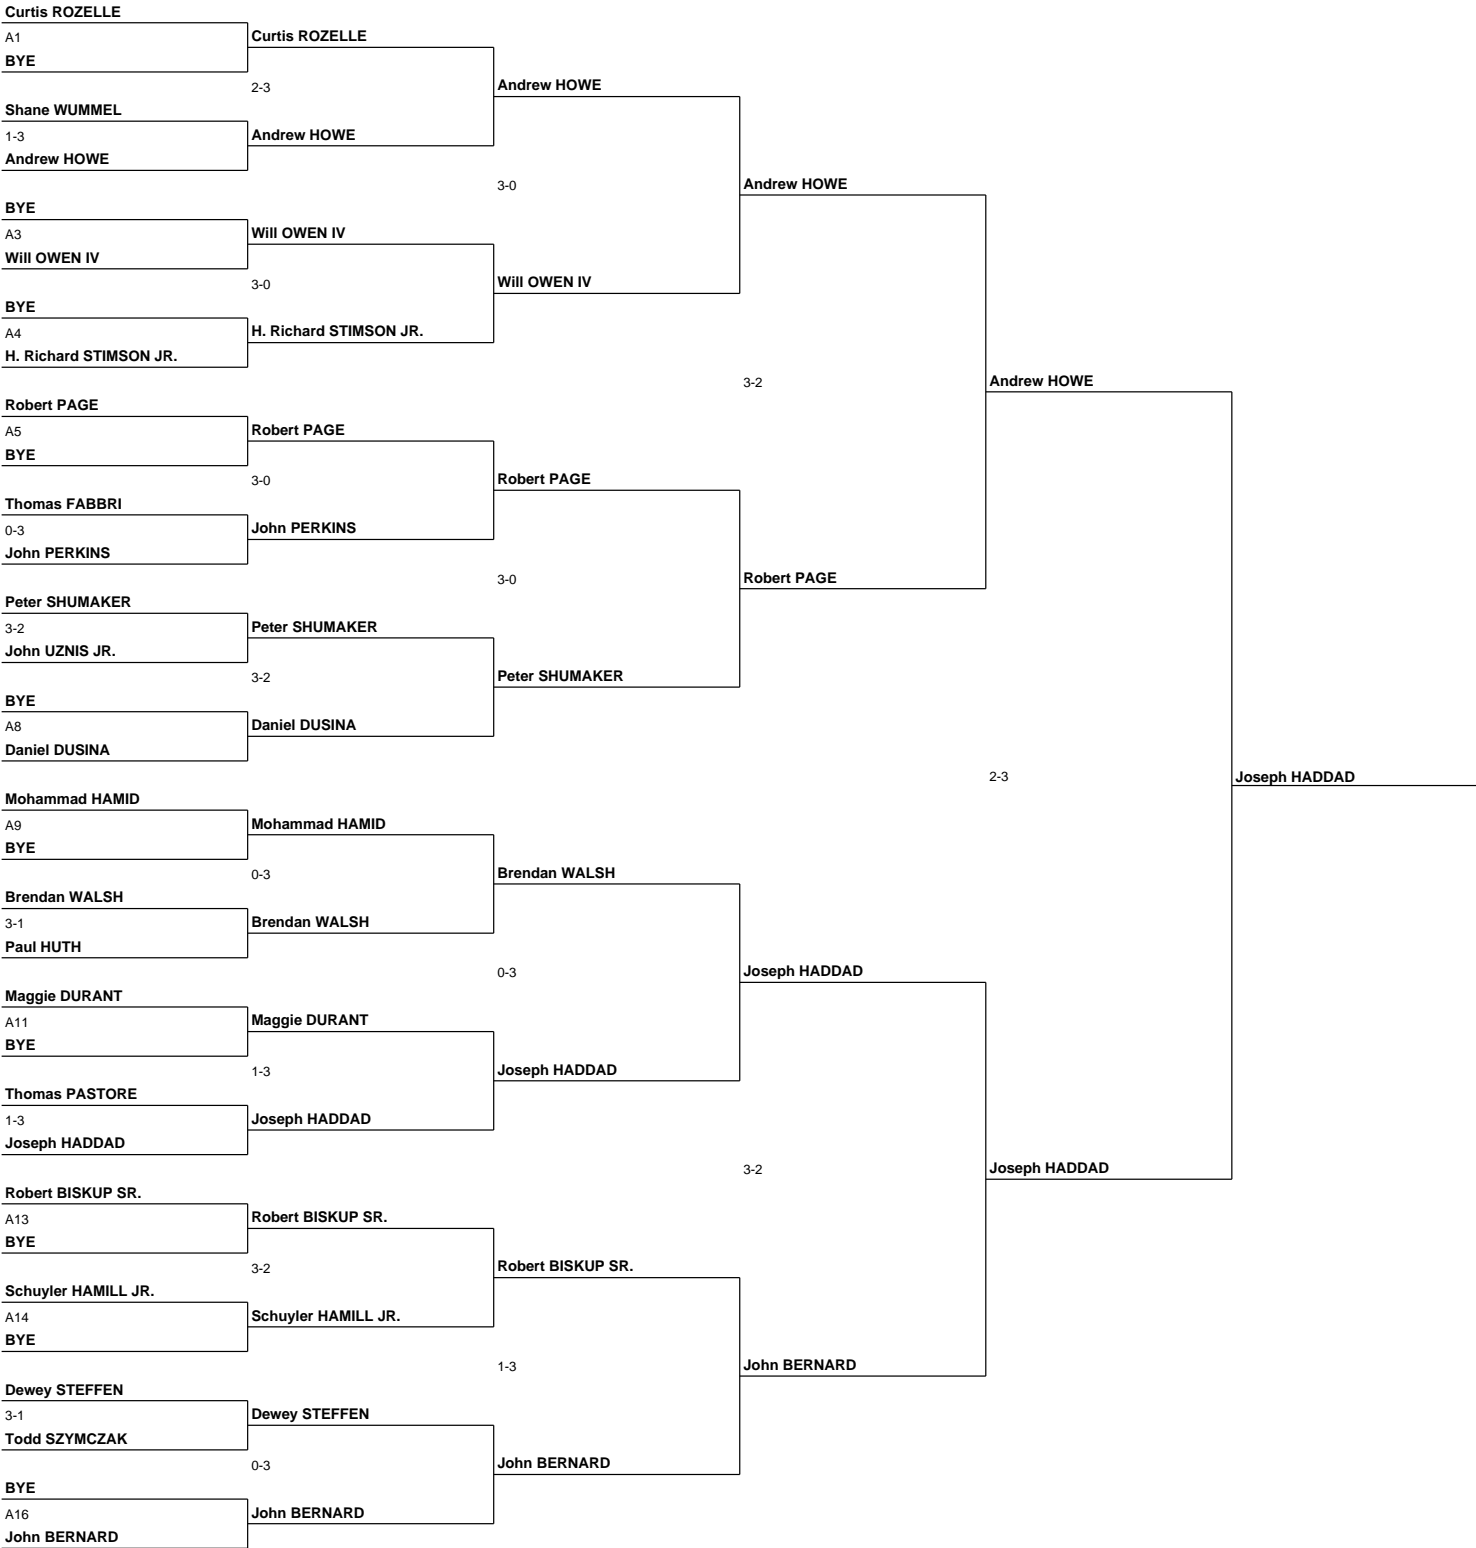 Curtis ROZELLE
A1
BYE
Shane WUMMEL
1-3
Andrew HOWE
BYE
A3
Will OWEN IV
BYE
A4
H. Richard STIMSON JR.
Robert PAGE
A5
BYE
Thomas FABBRI
0-3
John PERKINS
Peter SHUMAKER
3-2
John UZNIS JR.
BYE
A8
Daniel DUSINA
Mohammad HAMID
A9
BYE
Brendan WALSH
3-1
Paul HUTH
Maggie DURANT
A11
BYE
Thomas PASTORE
1-3
Joseph HADDAD
Robert BISKUP SR.
A13
BYE
Schuyler HAMILL JR.
A14
BYE
Dewey STEFFEN
3-1
Todd SZYMCZAK
BYE
A16
John BERNARD
Curtis ROZELLE
2-3
Andrew HOWE
Will OWEN IV
3-0
H. Richard STIMSON JR.
Robert PAGE
3-0
John PERKINS
Peter SHUMAKER
3-2
Daniel DUSINA
Mohammad HAMID
0-3
Brendan WALSH
Maggie DURANT
1-3
Joseph HADDAD
Robert BISKUP SR.
3-2
Schuyler HAMILL JR.
Dewey STEFFEN
0-3
John BERNARD
Andrew HOWE
3-0
Will OWEN IV
Robert PAGE
3-0
Peter SHUMAKER
Brendan WALSH
0-3
Joseph HADDAD
Robert BISKUP SR.
1-3
John BERNARD
Andrew HOWE
3-2
Robert PAGE
Joseph HADDAD
3-2
John BERNARD
Andrew HOWE
2-3
Joseph HADDAD
Joseph HADDAD